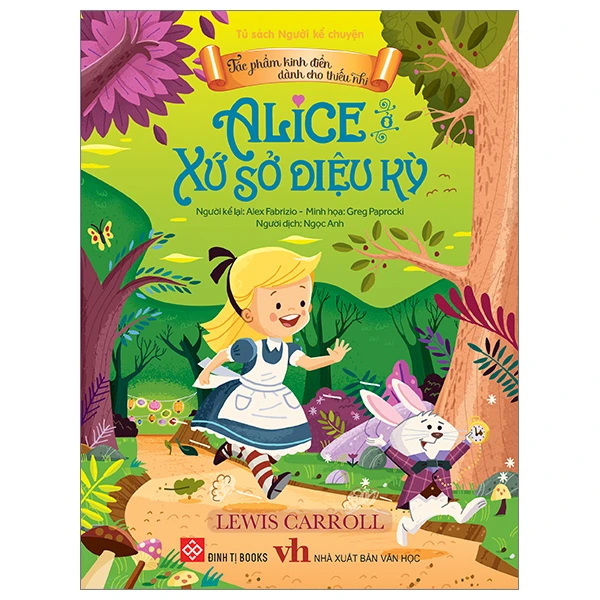 Tủ sách Người kể chuyện
Tác phẩm kinh điển
dành cho thiếu nhi
ALICE ở
XỨ SỞ DIỆU KỲ
Người kể lại: Alex Fabrizio - Minh họa: Greg Paprocki
Người dịch: Ngọc Anh
LEWIS CARROLL
ĐINH TỊ BOOKS
vh NHÀ XUẤT BẢN VĂN HỌC